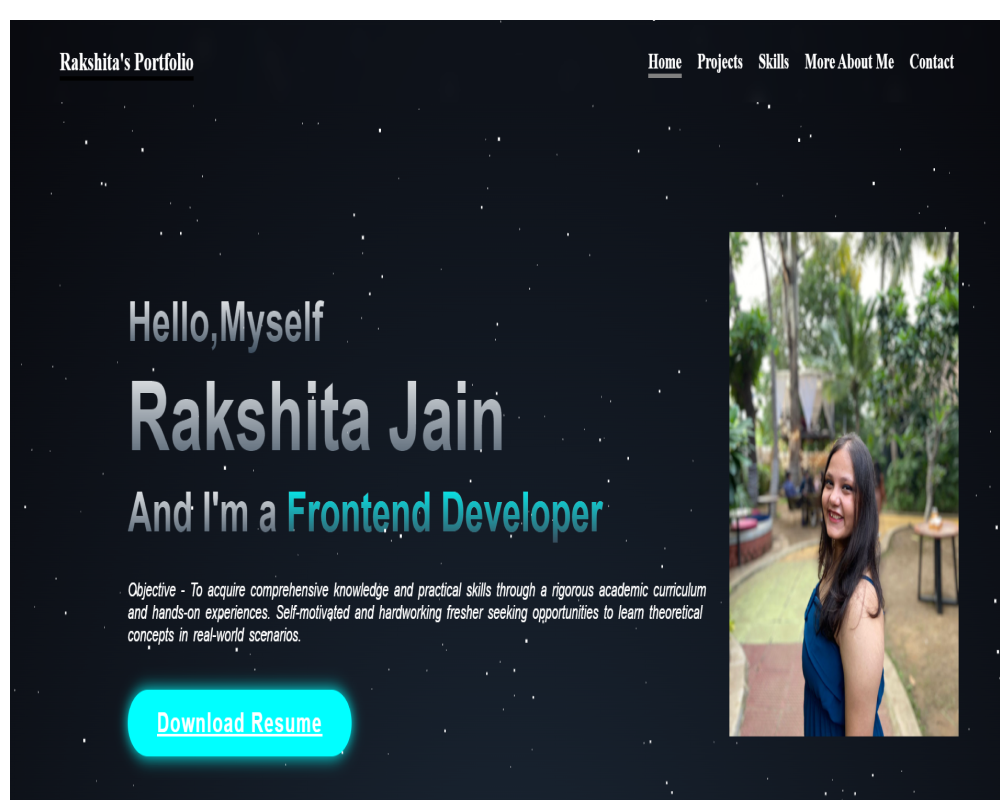 Rakshita's Portfolio
Home Projects Skills More About Me Contact
Hello,Myself
Rakshita Jain
And I'm a Frontend Developer
Objective - To acquire comprehensive knowledge and practical skills through a rigorous academic curriculum
and hands-on experiences. Self-motivated and hardworking fresher seeking opportunities to learn theoretical
concepts in real-world scenarios.
Download Resume